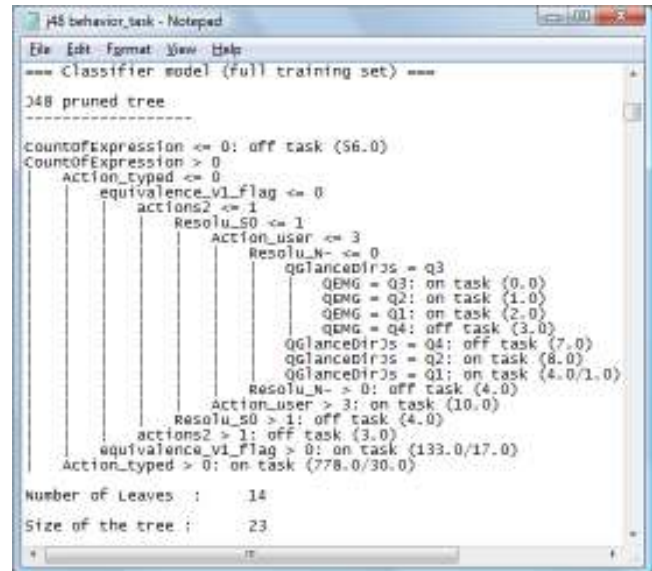 j48 behavior_task - Notepad
File Edit Format View Help
=== Classifier model (full training set) ===
J48 pruned tree
------------------
CountOfExpression <= 0: off task (56.0)
CountOfExpression > 0
|   Action_typed <= 0
|   |   equivalence_v1_flag <= 0
|   |   |   actions2 <= 1
|   |   |   |   Resolu_SO <= 1
|   |   |   |   |   Action_user <= 3
|   |   |   |   |   |   Resolu_N- <= 0
|   |   |   |   |   |   |   QGlanceDirJs = Q3
|   |   |   |   |   |   |   |   QEMG = Q3: on task (0.0)
|   |   |   |   |   |   |   |   QEMG = Q2: on task (1.0)
|   |   |   |   |   |   |   |   QEMG = Q1: on task (2.0)
|   |   |   |   |   |   |   |   QEMG = Q4: off task (3.0)
|   |   |   |   |   |   |   QGlanceDirJs = Q4: off task (7.0)
|   |   |   |   |   |   |   QGlanceDirJs = Q2: on task (8.0)
|   |   |   |   |   |   |   QGlanceDirJs = Q1: on task (4.0/1.0)
|   |   |   |   |   |   Resolu_N- > 0: off task (4.0)
|   |   |   |   |   Action_user > 3: on task (10.0)
|   |   |   |   Resolu_SO > 1: off task (4.0)
|   |   |   actions2 > 1: off task (3.0)
|   |   equivalence_v1_flag > 0: on task (133.0/17.0)
|   Action_typed > 0: on task (778.0/30.0)
Number of Leaves  :     14
Size of the tree :      23